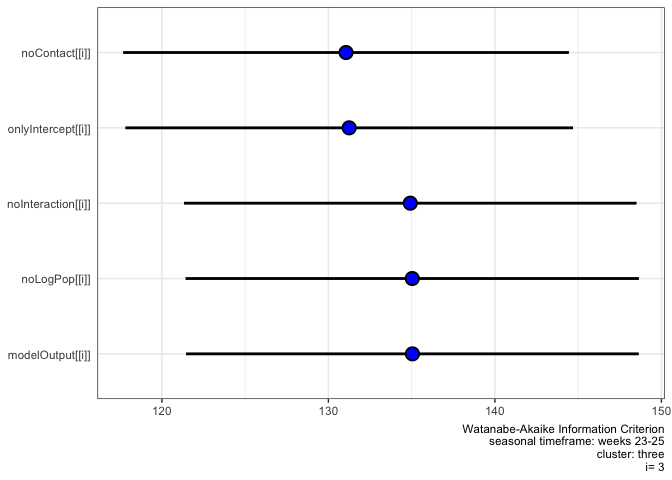 noContact[[i]]
onlyIntercept[[i]]
noInteraction[[i]]
noLogPop[[i]]
modelOutput[[i]]
120 130 140 150
Watanabe-Akaike Information Criterion
seasonal timeframe: weeks 23-25
cluster: three
i= 3